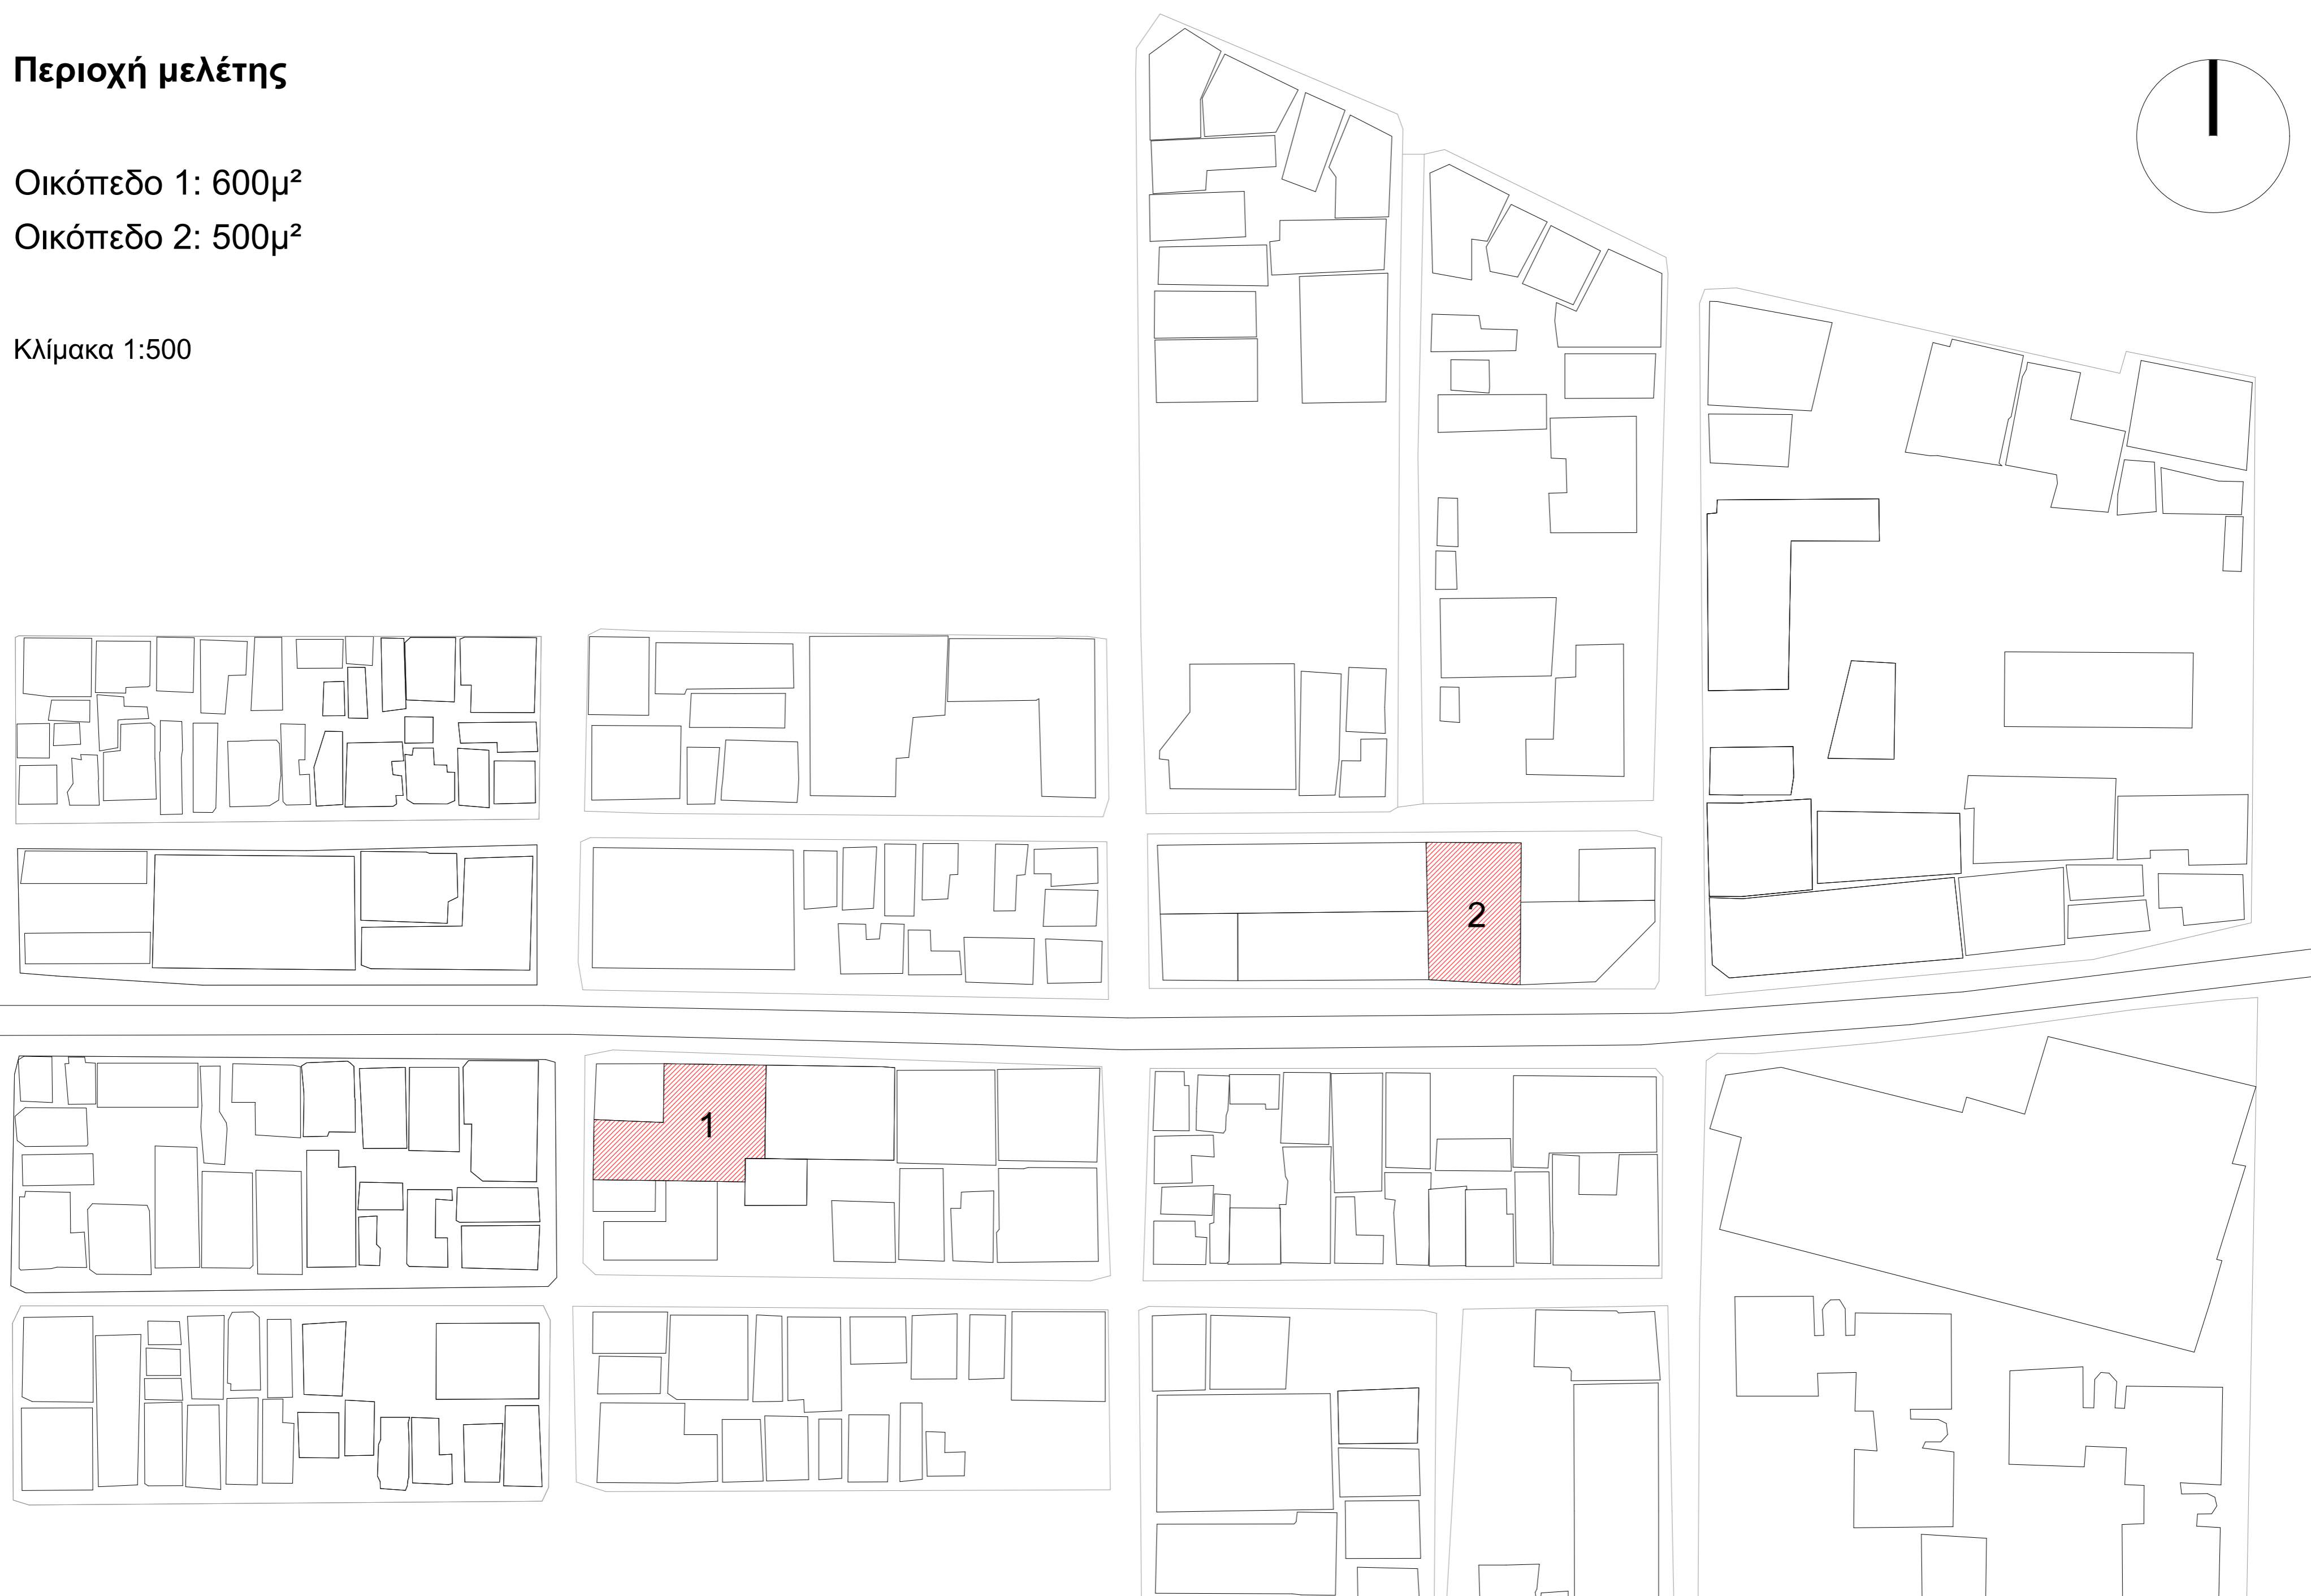 Περιοχή μελέτης
Οικόπεδο 1: 600μ²
Οικόπεδο 2: 500μ²
Κλίμακα 1:500
2
1